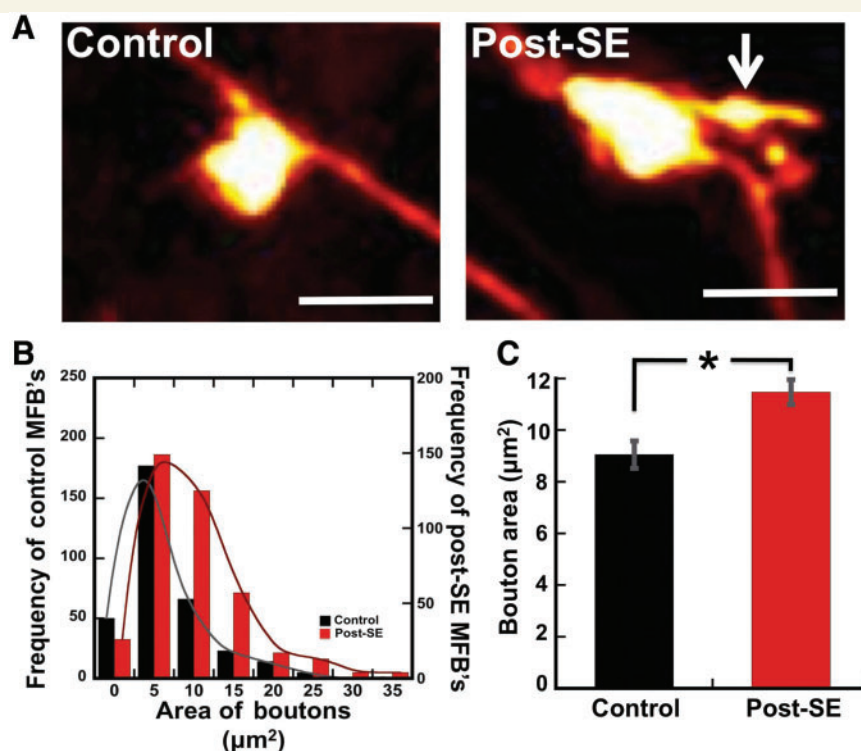 A
Control
Post-SE
B
Frequency of control MFB's
250
200
150
100
50
0
200
150
100
50
0
Frequency of post-SE MFB's
Control
Post-SE
0 5 10 15 20 25 30 35
Area of boutons
(µm²)
C
*
Bouton area (µm²)
12
10
8
6
4
2
0
Control Post-SE